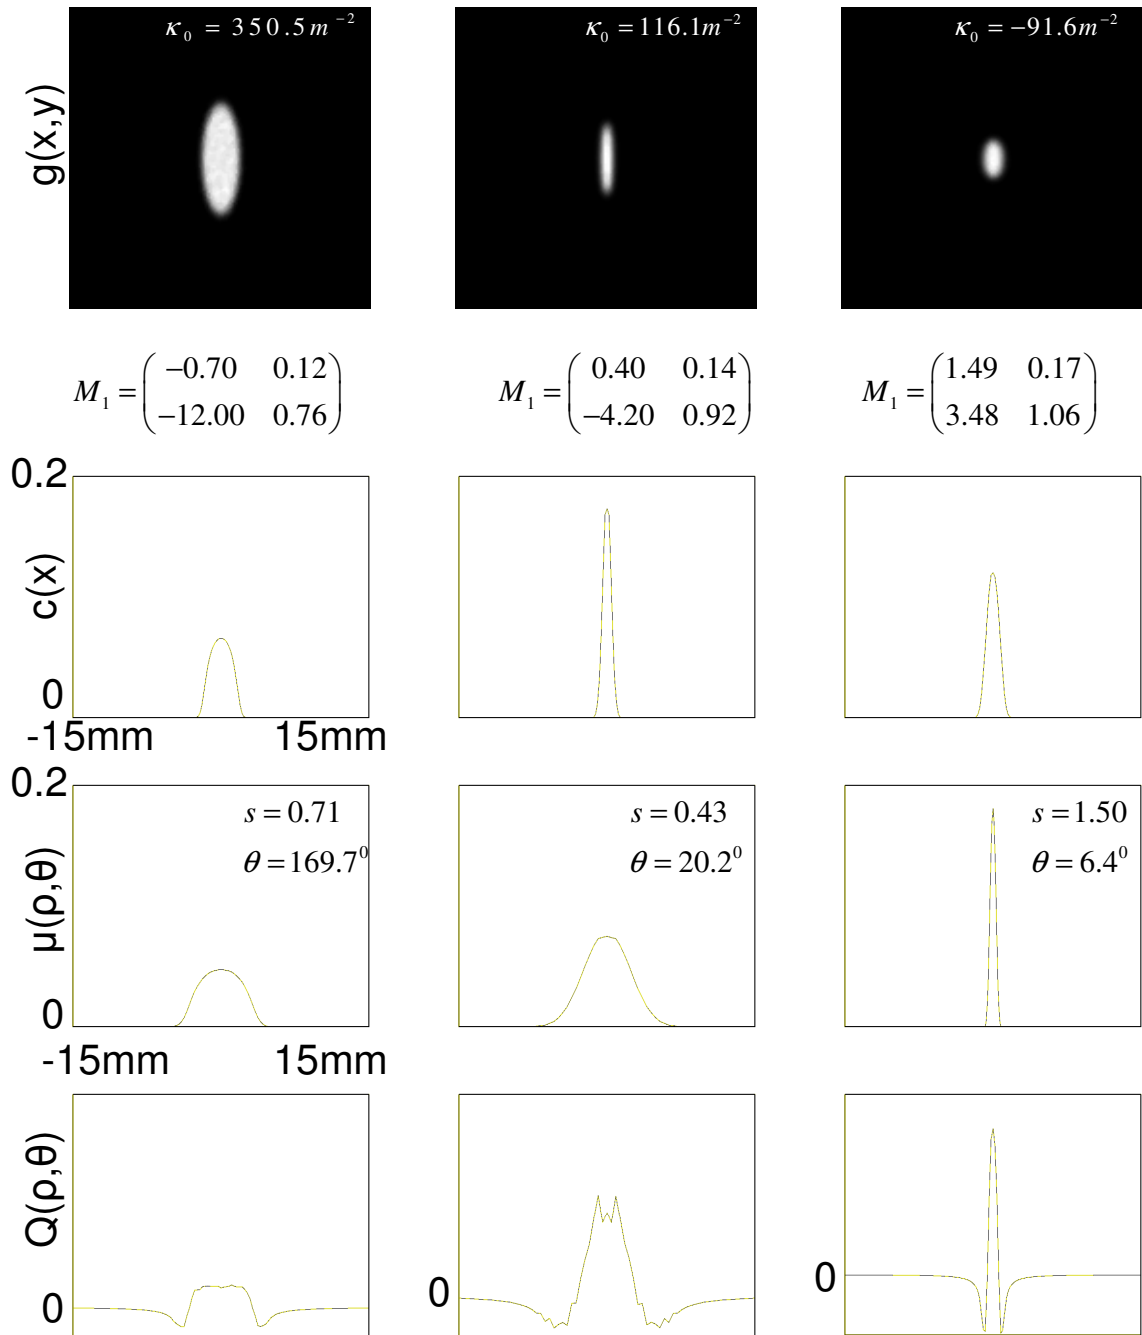 κ₀ = 350.5m⁻²
κ₀ = 116.1m⁻²
κ₀ = −91.6m⁻²
g(x,y)
M₁ = (−0.70 0.12
−12.00 0.76)
M₁ = (0.40 0.14
−4.20 0.92)
M₁ = (1.49 0.17
3.48 1.06)
0.2
c(x)
0
-15mm 15mm
0.2
μ(ρ,θ)
s = 0.71
θ = 169.7⁰
s = 0.43
θ = 20.2⁰
s = 1.50
θ = 6.4⁰
0
-15mm 15mm
Q(ρ,θ)
0
0
0